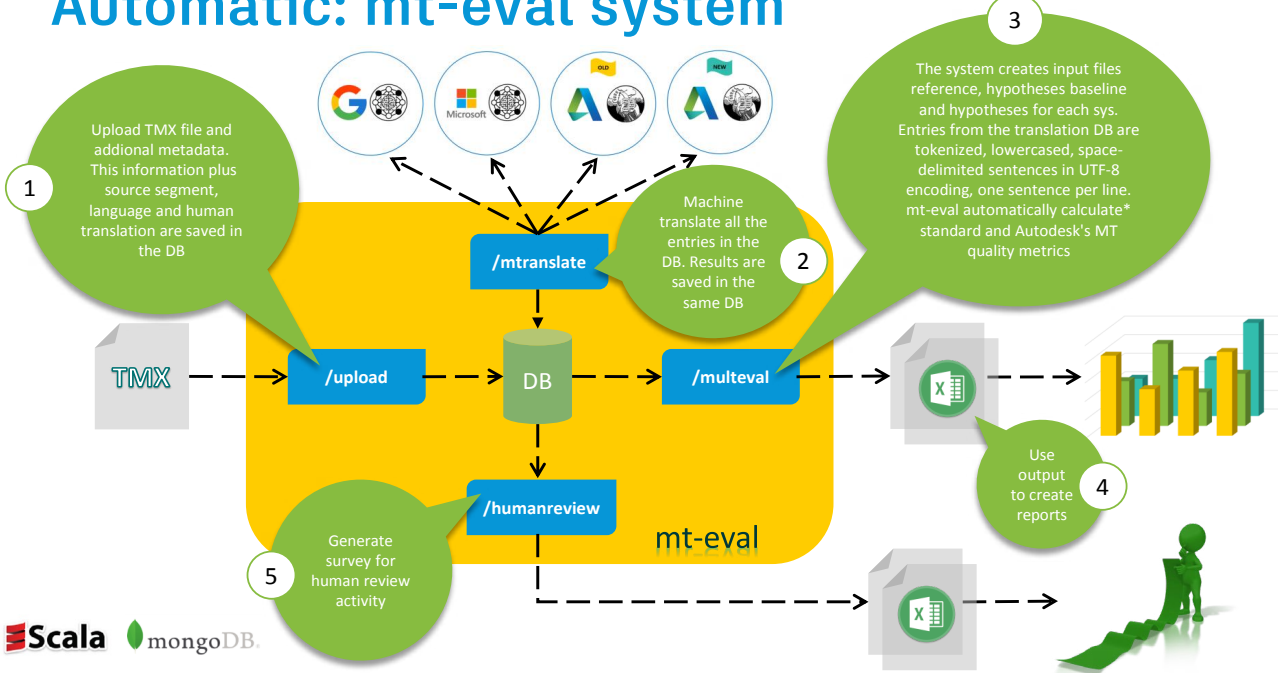 Automatic: mt-eval system
1
Upload TMX file and
addional metadata.
This information plus
source segment,
language and human
translation are saved in
the DB
G
Microsoft
OLD
NEW
3
The system creates input files
reference, hypotheses baseline
and hypotheses for each sys.
Entries from the translation DB are
tokenized, lowercased, space-
delimited sentences in UTF-8
encoding, one sentence per line.
mt-eval automatically calculate*
standard and Autodesk's MT
quality metrics
/mtranslate
Machine
translate all the
entries in the
DB. Results are
saved in the
same DB
2
TMX
/upload
DB
/multeval
X
Use
output
to create
reports
4
/humanreview
mt-eval
5
Generate
survey for
human review
activity
X
Scala
mongoDB.